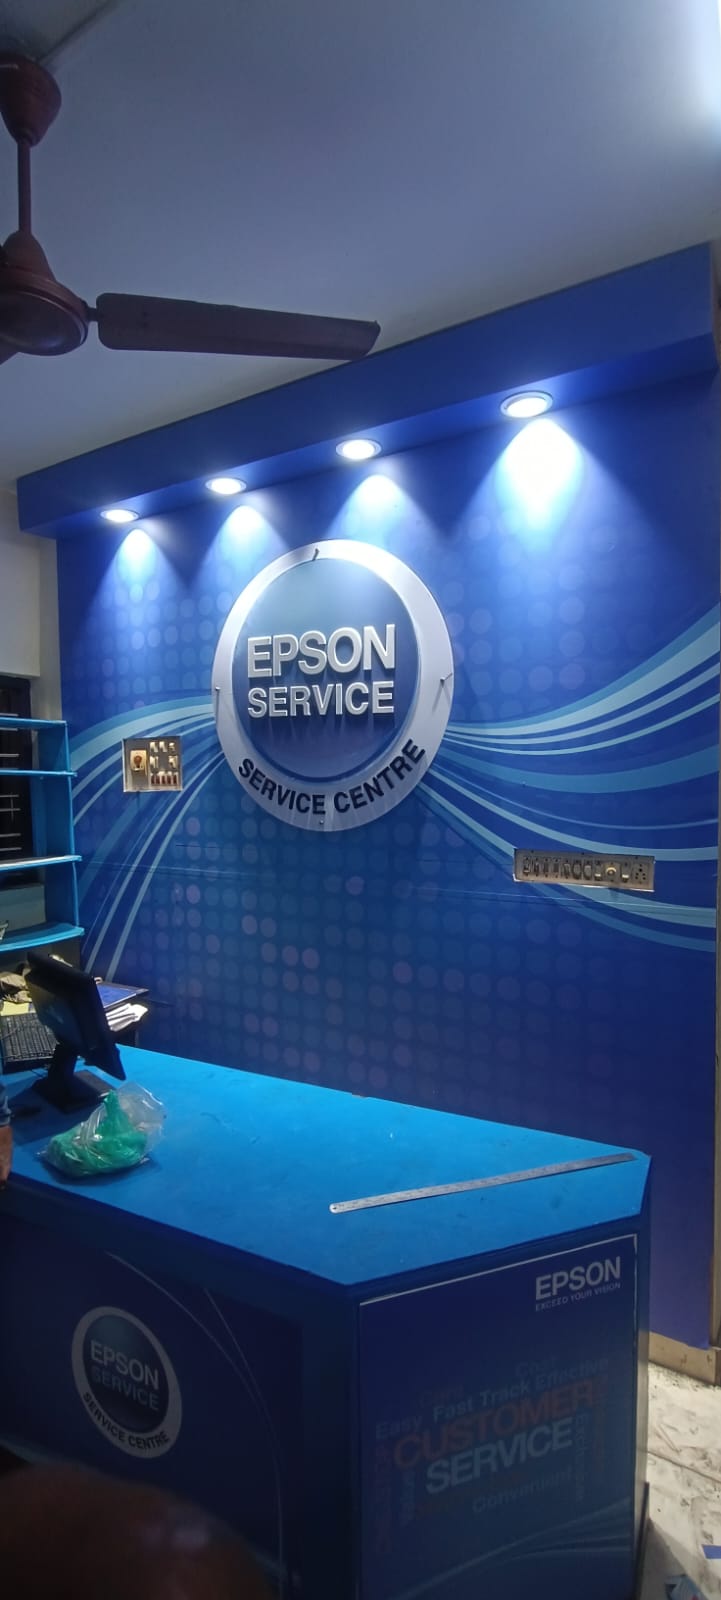 EPSON
SERVICE
SERVICE CENTRE
EPSON
EXCEED YOUR VISION
EPSON
SERVICE
SERVICE CENTRE
Cost
Easy Fast Track Effective
CUSTOMER
SERVICE
Convenient